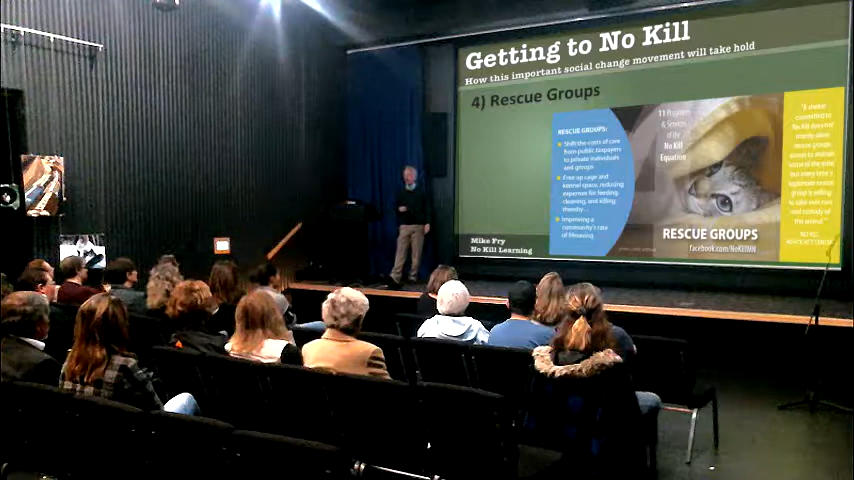 Getting to No Kill
How this important social change movement will take hold
4) Rescue Groups
RESCUE GROUPS:
Shift the costs of care
from public taxpayers
to private individuals
and groups
Free up cage and
kennel space, reducing
expenses for feeding,
cleaning, and killing
thereby...
Improving a
community's rate
of lifesaving
11 Programs
& Services
of the
No Kill
Equation
RESCUE GROUPS
facebook.com/NoKillMN
Mike Fry
No Kill Learning